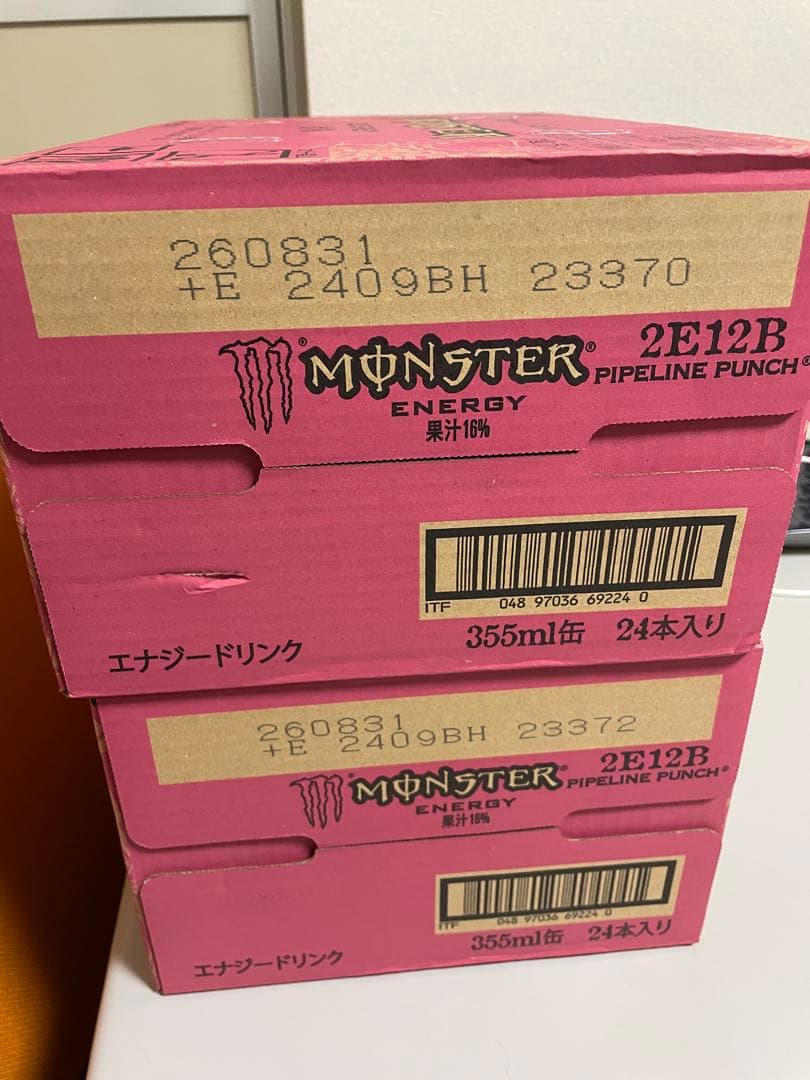 260831
+E 2409BH 23370
MONSTER®
ENERGY
果汁16%
2E12B
PIPELINE PUNCH®
ITF 048 97036 69224 0
エナジードリンク
355ml缶 24本入り
260831
+E 2409BH 23372
MONSTER®
ENERGY
果汁16%
2E12B
PIPELINE PUNCH®
ITF 048 97036 69224 0
エナジードリンク
355ml缶 24本入り